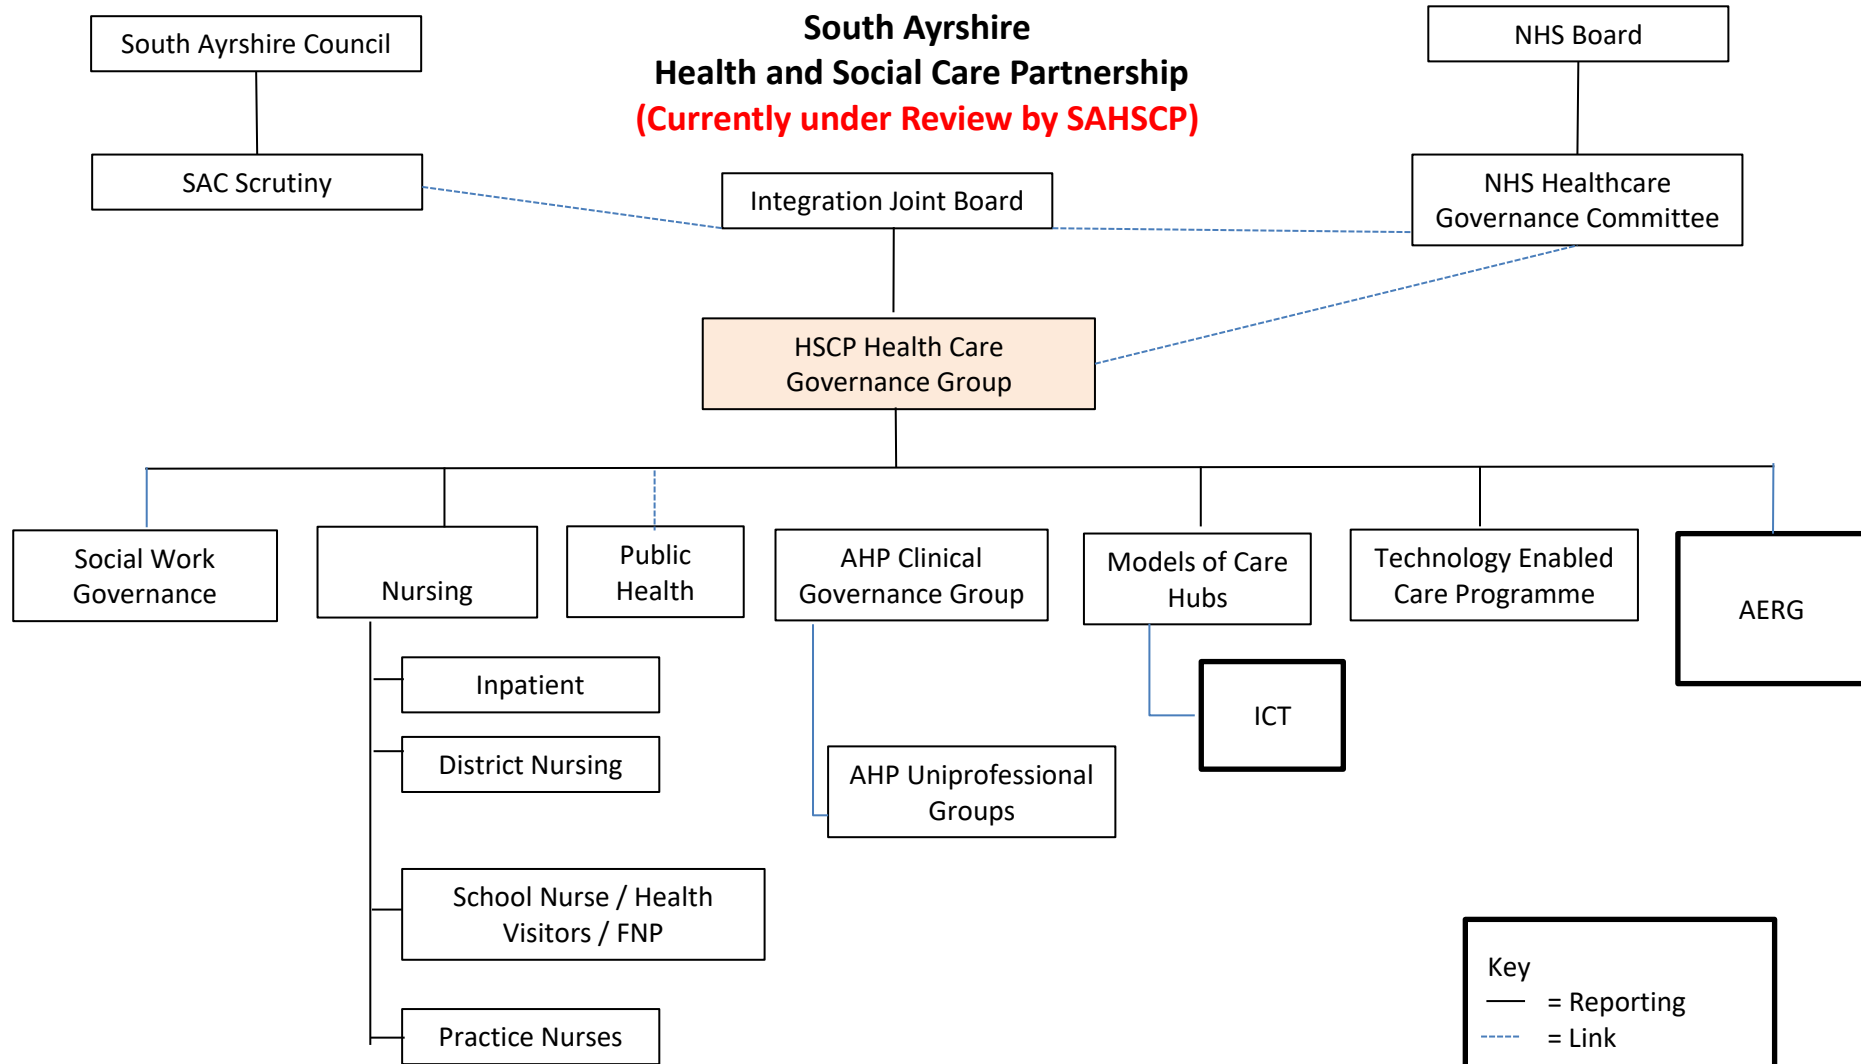 South Ayrshire
Health and Social Care Partnership
(Currently under Review by SAHSCP)
South Ayrshire Council
NHS Board
SAC Scrutiny
Integration Joint Board
NHS Healthcare
Governance Committee
HSCP Health Care
Governance Group
Social Work
Governance
Nursing
Public
Health
AHP Clinical
Governance Group
Models of Care
Hubs
Technology Enabled
Care Programme
AERG
Inpatient
District Nursing
School Nurse / Health
Visitors / FNP
Practice Nurses
AHP Uniprofessional
Groups
ICT
Key
= Reporting
= Link